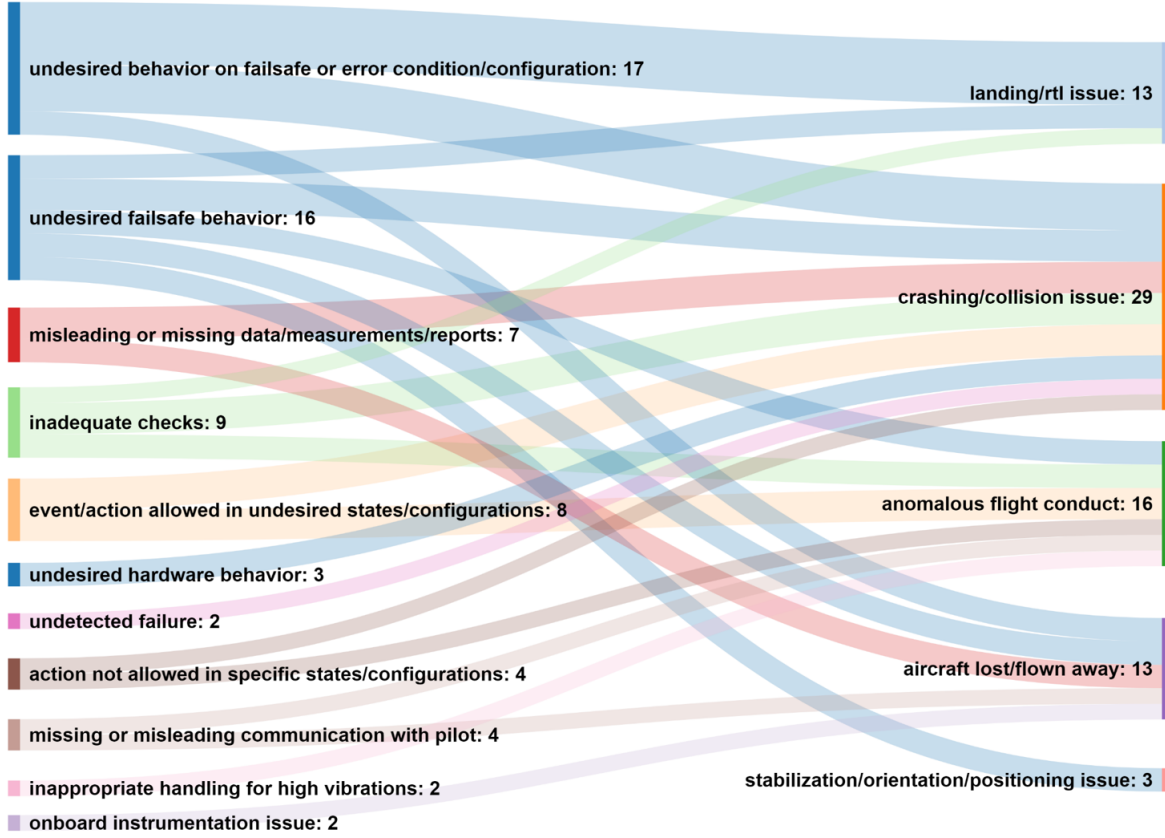 undesired behavior on failsafe or error condition/configuration: 17
landing/rtl issue: 13
undesired failsafe behavior: 16
crashing/collision issue: 29
misleading or missing data/measurements/reports: 7
inadequate checks: 9
anomalous flight conduct: 16
event/action allowed in undesired states/configurations: 8
undesired hardware behavior: 3
undetected failure: 2
aircraft lost/flown away: 13
action not allowed in specific states/configurations: 4
missing or misleading communication with pilot: 4
stabilization/orientation/positioning issue: 3
inappropriate handling for high vibrations: 2
onboard instrumentation issue: 2